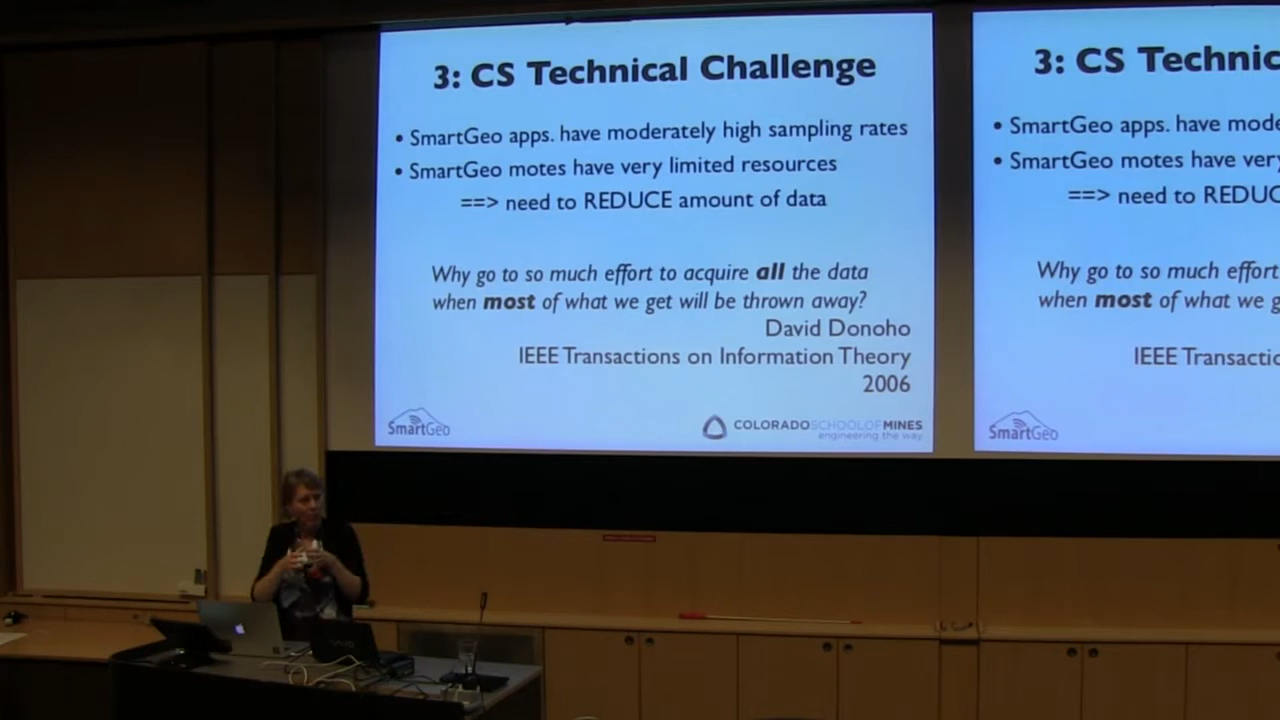 3: CS Technical Challenge
• SmartGeo apps. have moderately high sampling rates
• SmartGeo motes have very limited resources
==> need to REDUCE amount of data
Why go to so much effort to acquire all the data
when most of what we get will be thrown away?
David Donoho
IEEE Transactions on Information Theory
2006
SmartGeo
COLORADOSCHOOLOFMINES
engineering the way
3: CS Technic
• SmartGeo apps. have mode
• SmartGeo motes have very
==> need to REDUC
Why go to so much effort
when most of what we g
IEEE Transactio
SmartGeo
VAIO